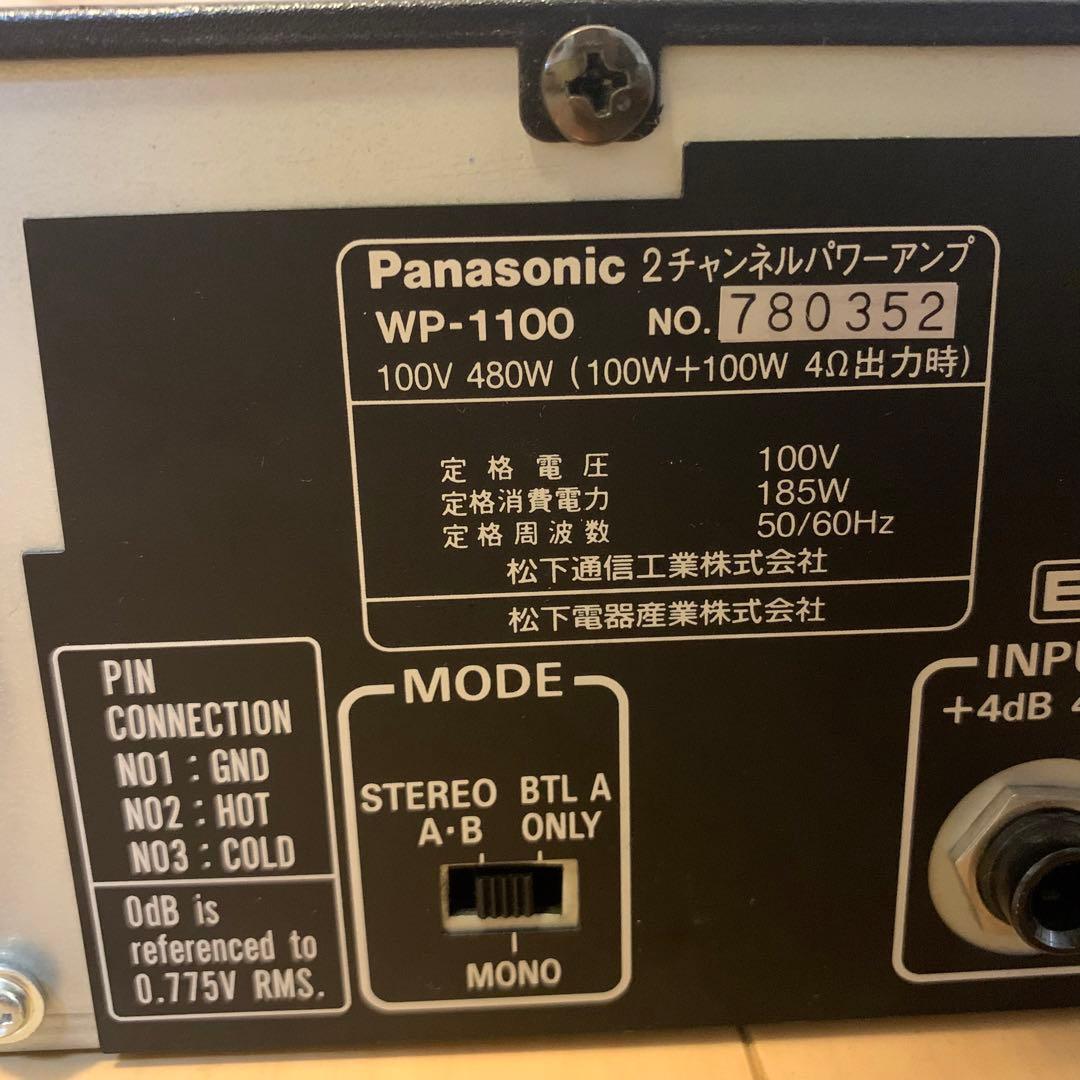 Panasonic 2チャンネルパワーアンプ
WP-1100 NO. 780352
100V 480W (100W+100W 4Ω出力時)
定格電圧 100V
定格消費電力 185W
定格周波数 50/60Hz
松下通信工業株式会社
松下電器産業株式会社
PIN
CONNECTION
NO1 : GND
NO2 : HOT
NO3 : COLD
0dB is
referenced to
0.775V RMS.
MODE
STEREO BTL A
A·B ONLY
MONO
+4dB